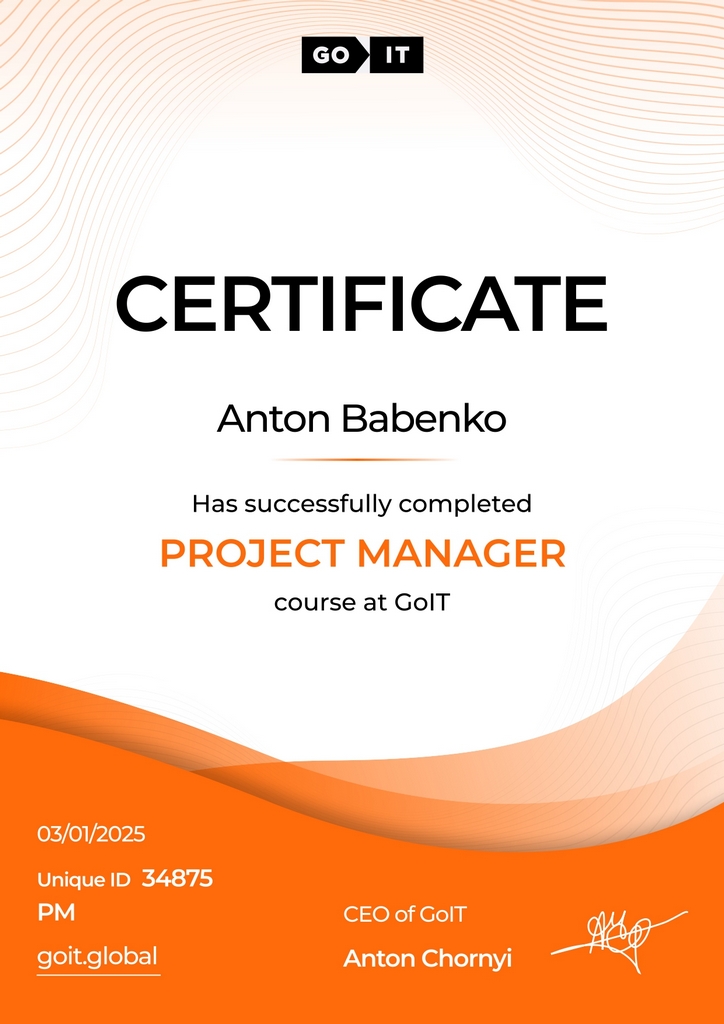 GO IT
CERTIFICATE
Anton Babenko
Has successfully completed
PROJECT MANAGER
course at GoIT
03/01/2025
Unique ID 34875
PM
goit.global
CEO of GoIT
Anton Chornyi